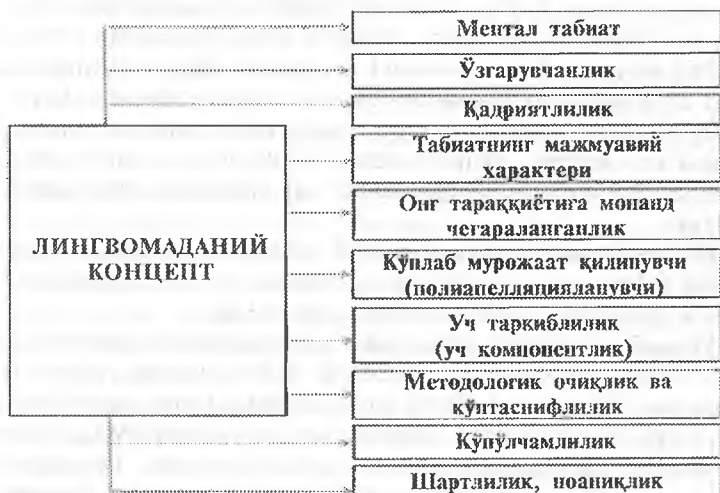 Ментал табиат
Ўзгарувчанлик
Қадриятлилик
Табиатнинг мажмуавий
характери
Онг тараққиётига монанд
чегараланганлик
ЛИНГВОМАДАНИЙ
КОНЦЕПТ
Кўплаб мурожаат қилинувчи
(полиапелляцияланувчи)
Уч таркиблилик
(уч компонентлик)
Методологик очиқлик ва
кўптаснифлилик
Кўпўлчамлилик
Шартлилик, ноаниқлик